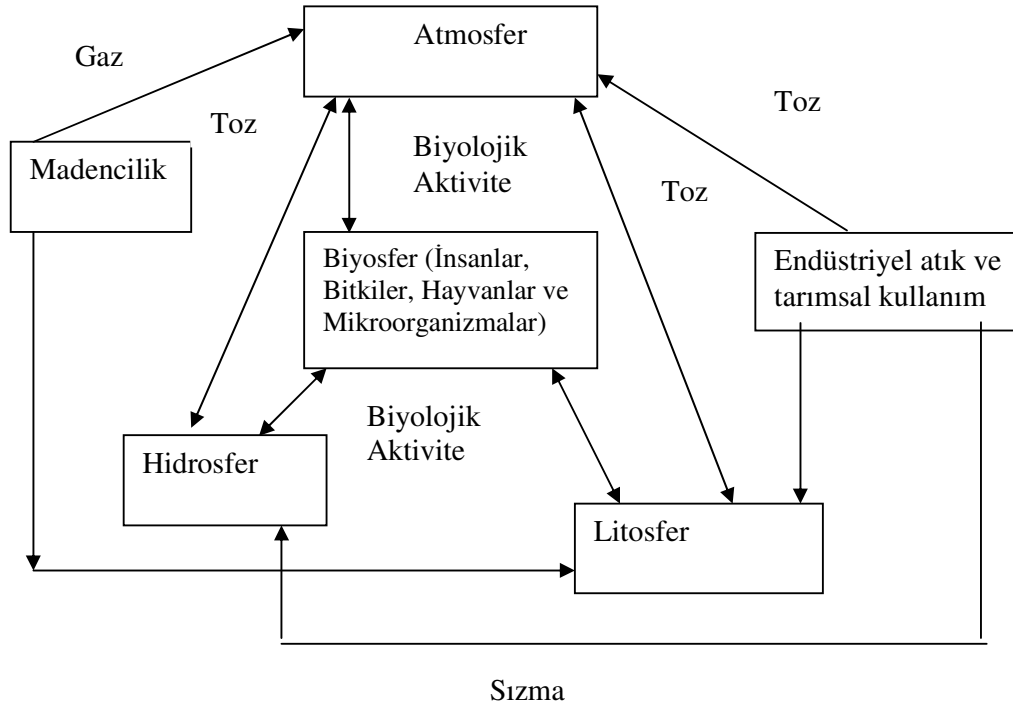 Atmosfer
Gaz
Toz
Toz
Biyolojik
Aktivite
Madencilik
Toz
Biyosfer (İnsanlar,
Bitkiler, Hayvanlar ve
Mikroorganizmalar)
Endüstriyel atık ve
tarımsal kullanım
Biyolojik
Aktivite
Hidrosfer
Litosfer
Sızma